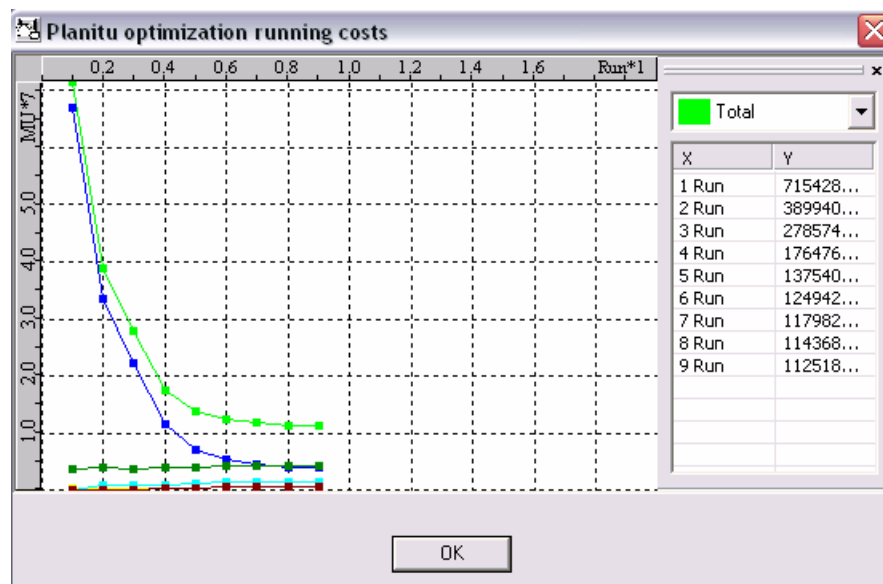 Planitu optimization running costs
0.2 0.4 0.6 0.8 1.0 1.2 1.4 1.6 Run*1
MU*7
5.0
4.0
3.0
2.0
1.0
Total
X Y
1 Run 715428...
2 Run 389940...
3 Run 278574...
4 Run 176476...
5 Run 137540...
6 Run 124942...
7 Run 117982...
8 Run 114368...
9 Run 112518...
OK